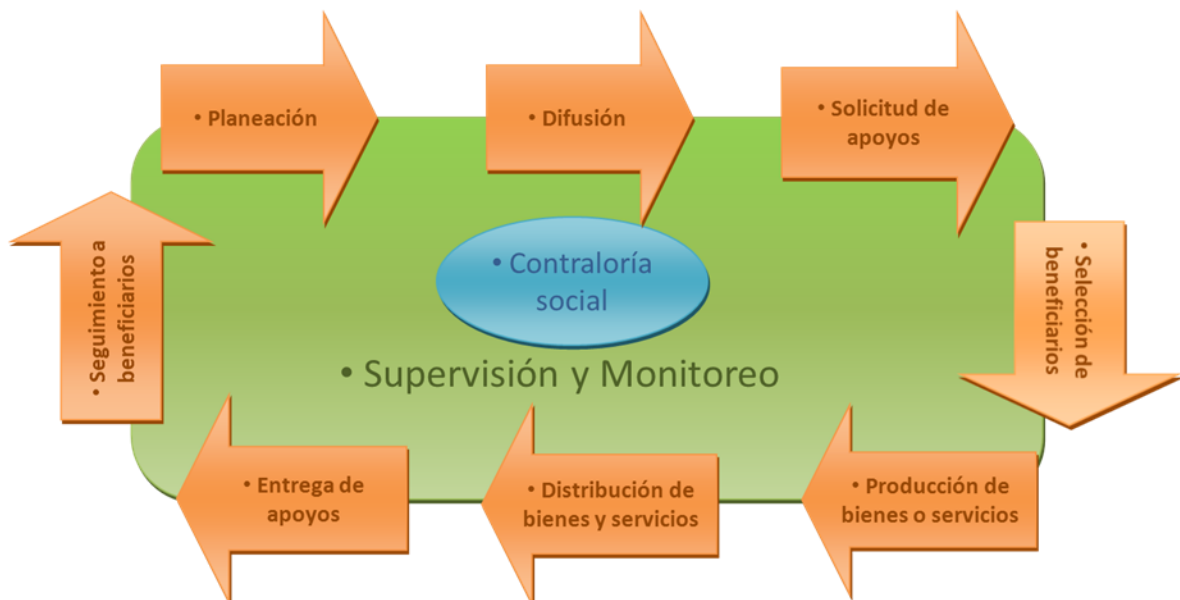 • Planeación
• Difusión
• Solicitud de
apoyos
• Selección de
beneficiarios
• Producción de
bienes o servicios
• Distribución de
bienes y servicios
• Entrega de
apoyos
• Seguimiento a
beneficiarios
• Contraloría
social
• Supervisión y Monitoreo